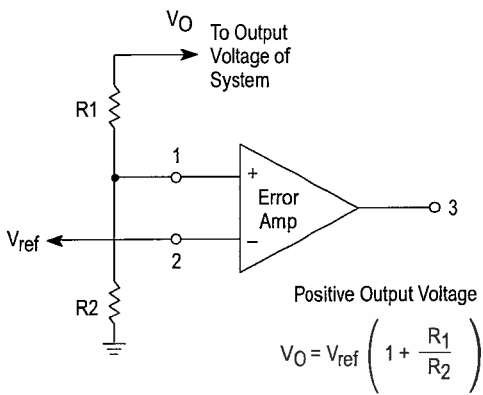 VO
To Output
Voltage of
System
R1
1
+
Error
Amp
3
Vref
−
2
R2
Positive Output Voltage
VO = Vref ( 1 + R1 / R2 )